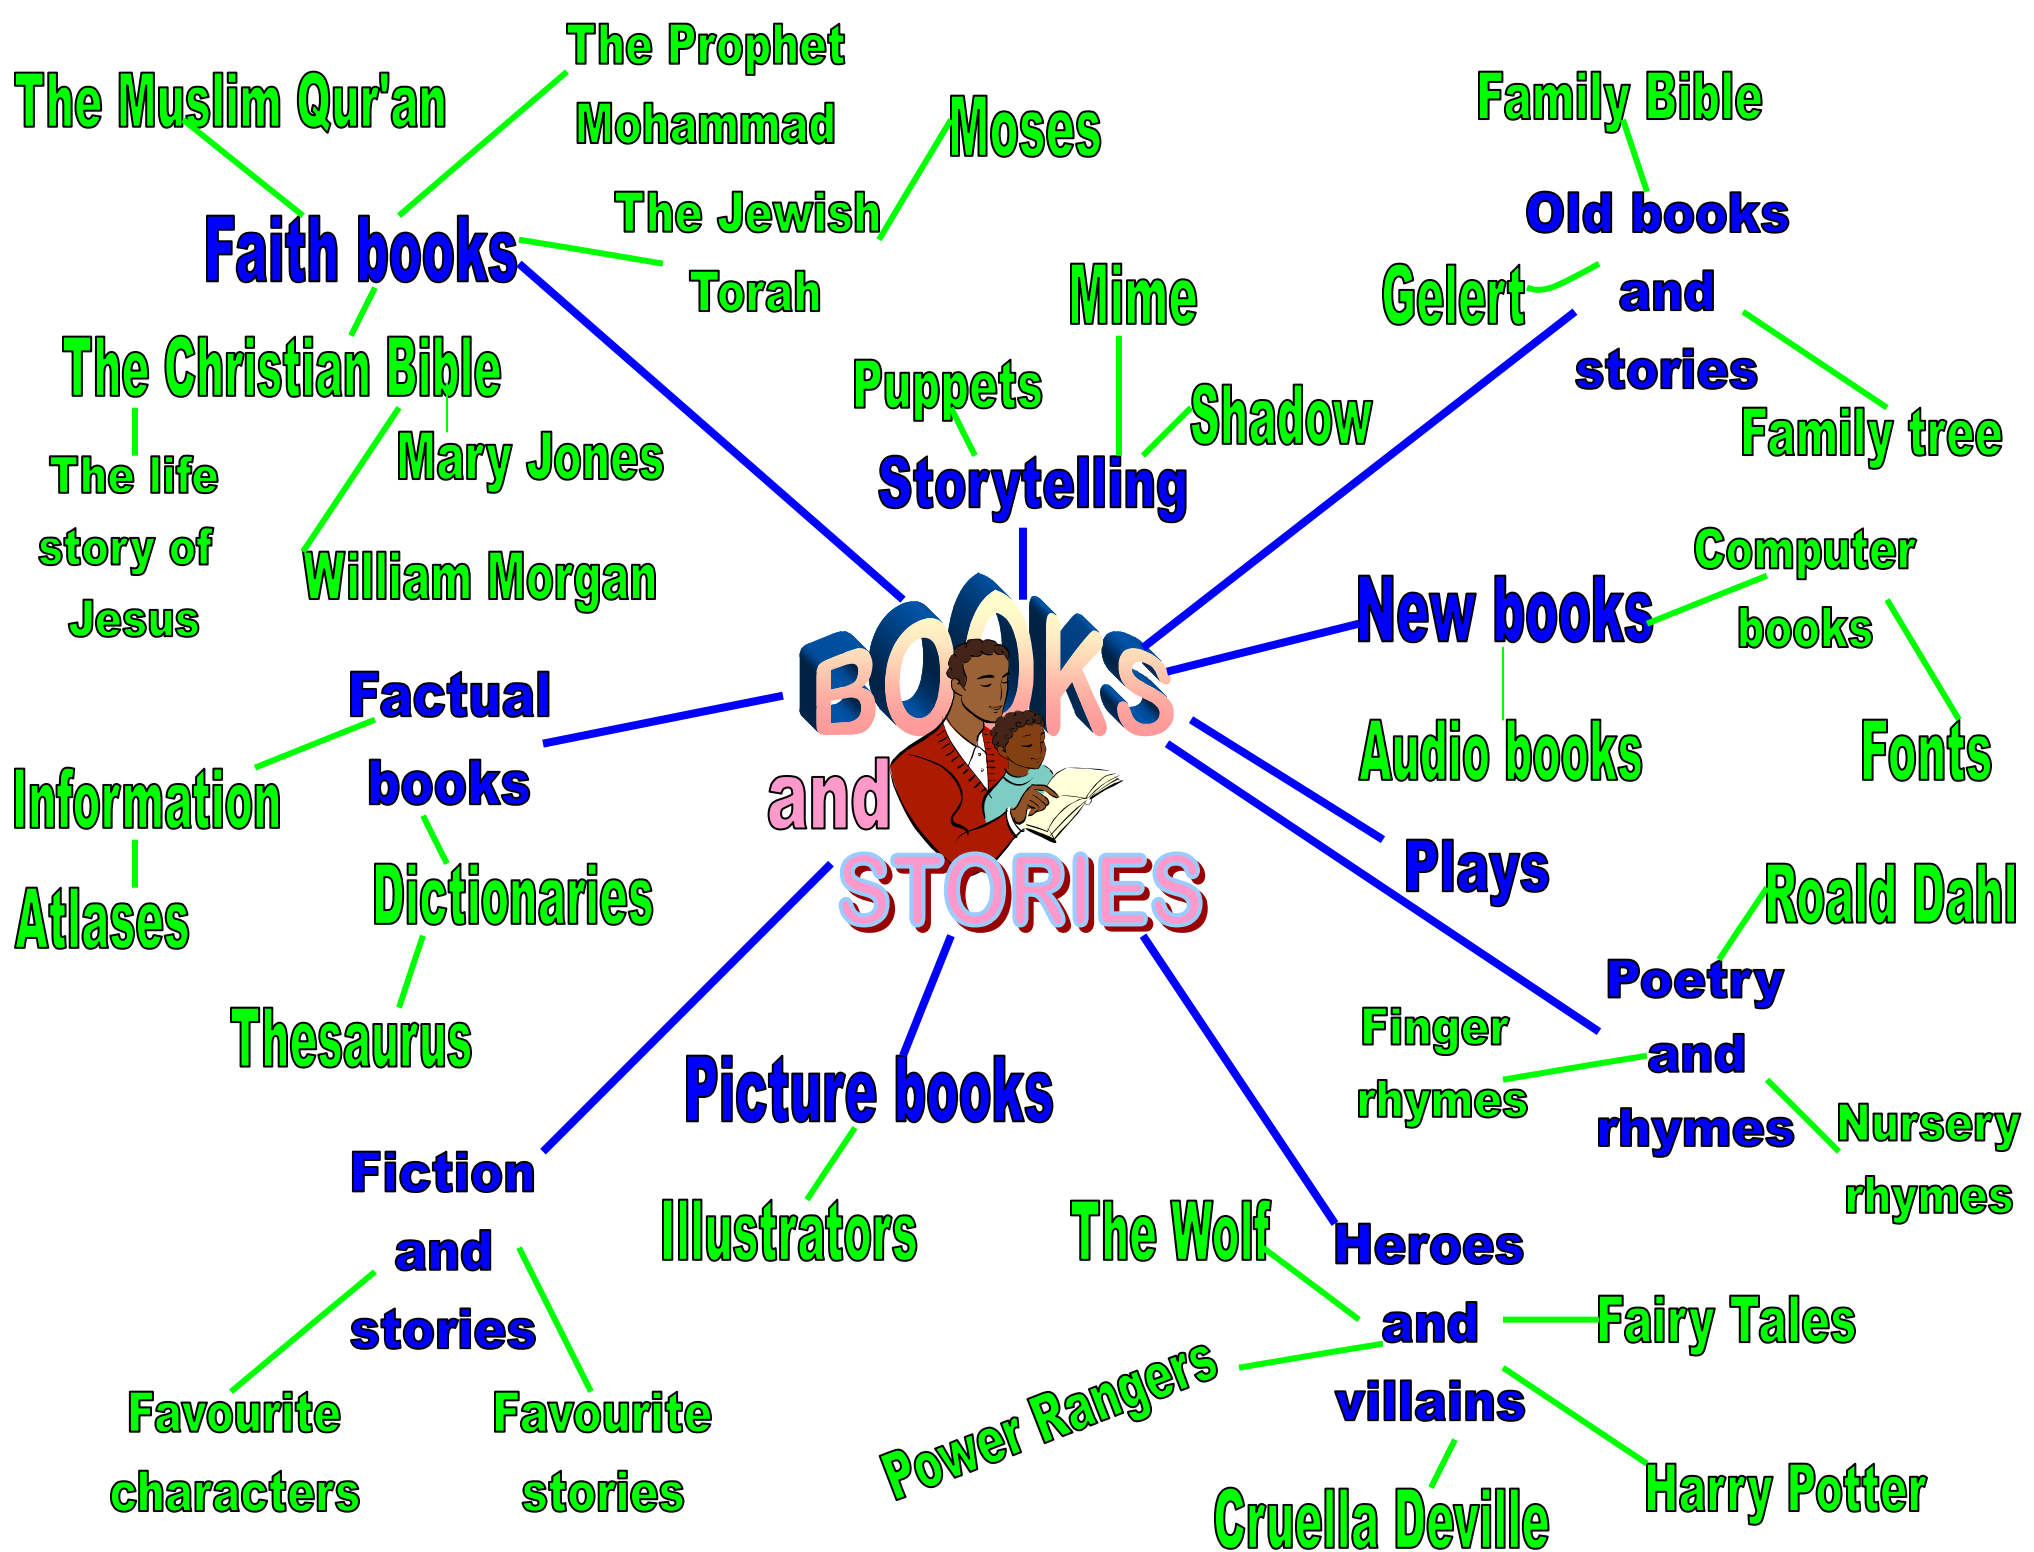 The Prophet
Mohammad
The Muslim Qur'an
Moses
The Jewish
Torah
Faith books
The Christian Bible
The life
story of
Jesus
Mary Jones
William Morgan
Mime
Puppets
Shadow
Storytelling
Family Bible
Old books
and
stories
Gelert
Family tree
Computer
books
New books
Audio books
Fonts
Factual
books
Information
Atlases
Dictionaries
Thesaurus
BOOKS
and
STORIES
Plays
Roald Dahl
Poetry
and
rhymes
Finger
rhymes
Nursery
rhymes
Picture books
Illustrators
Fiction
and
stories
Favourite
characters
Favourite
stories
The Wolf
Heroes
and
villains
Fairy Tales
Power Rangers
Cruella Deville
Harry Potter